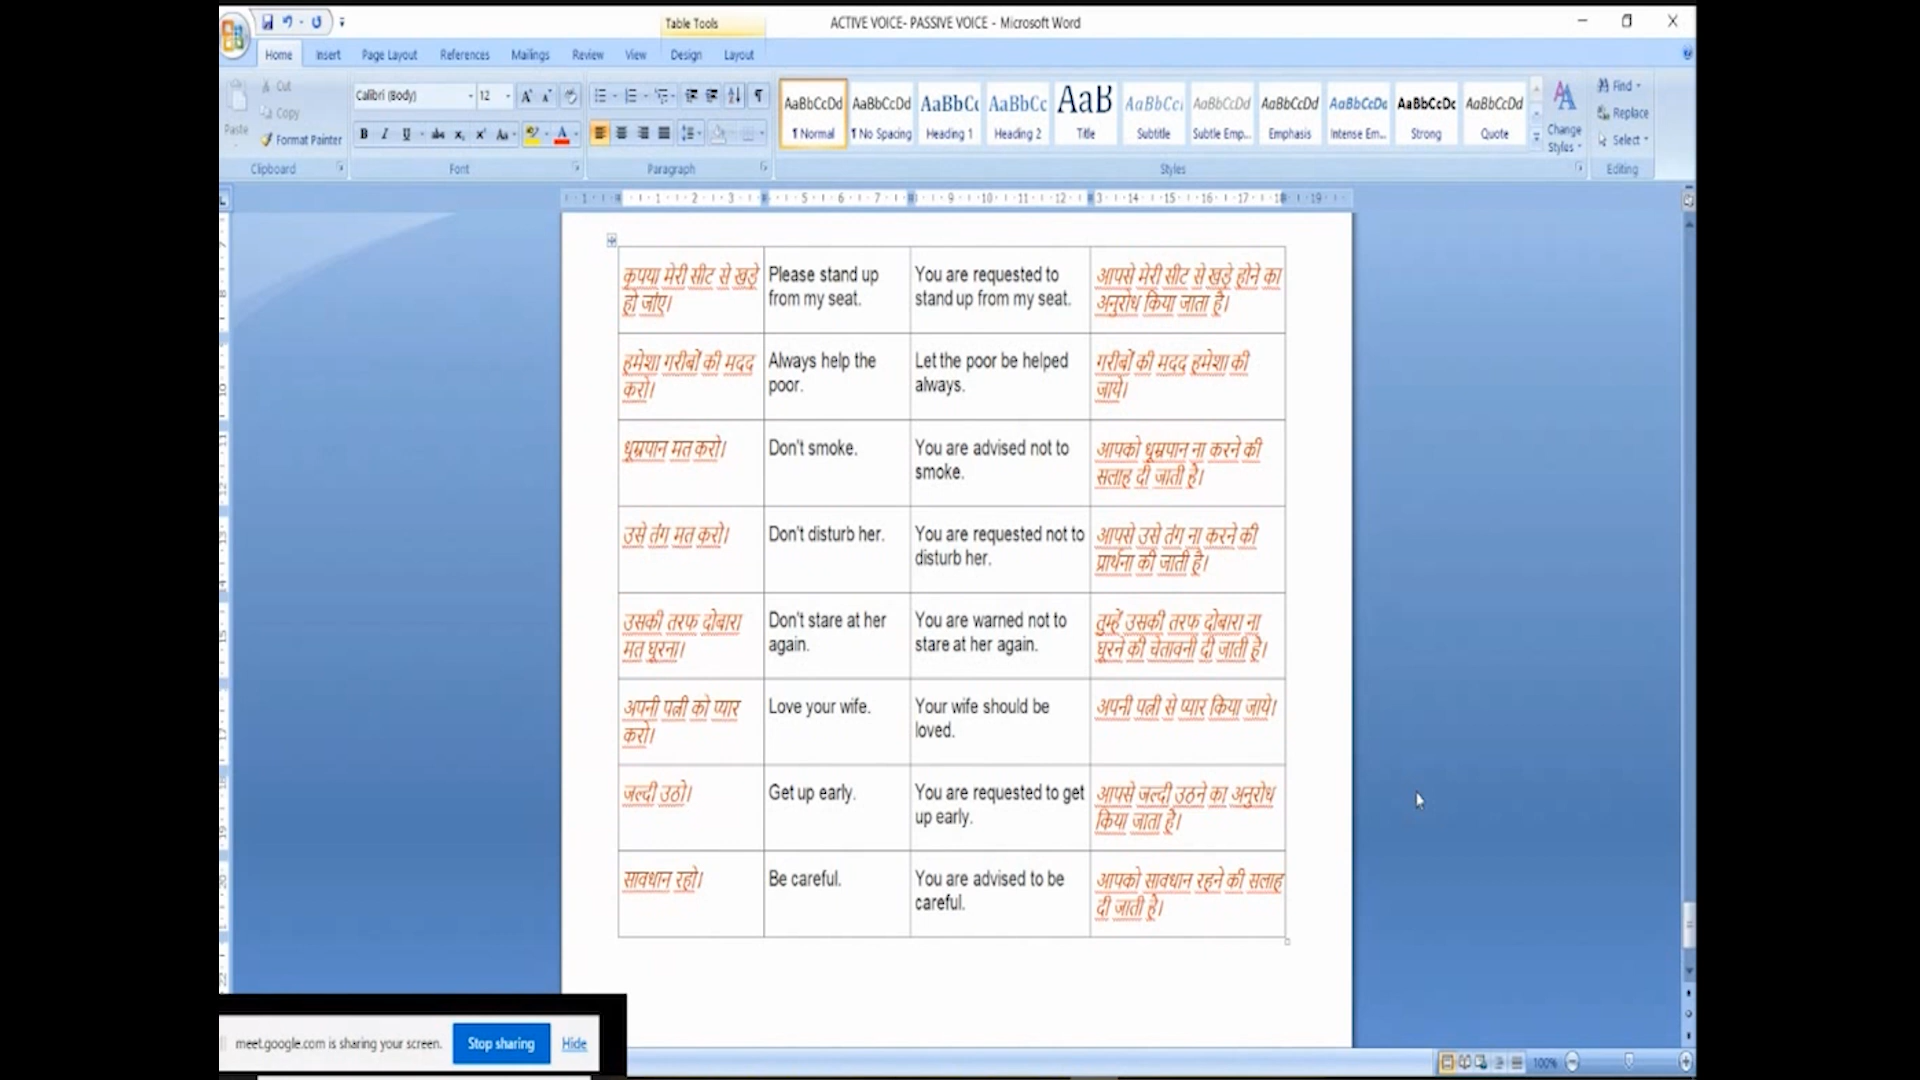 ACTIVE VOICE- PASSIVE VOICE - Microsoft Word
Table Tools
Home Insert Page Layout References Mailings Review View Design Layout
Paste
Cut
Copy
Format Painter
Clipboard
Calibri (Body) 12
Font
Paragraph
AaBbCcDd AaBbCcDd AaBbCc AaBbCc AaB AaBbCc AaBbCcDd AaBbCcDd AaBbCcDc AaBbCcDc AaBbCcDd
¶ Normal ¶ No Spacing Heading 1 Heading 2 Title Subtitle Subtle Emp... Emphasis Intense Em... Strong Quote
Styles
Change
Styles
Find
Replace
Select
Editing
कृपया मेरी सीट से खड़े
हो जाए।
Please stand up
from my seat.
You are requested to
stand up from my seat.
आपसे मेरी सीट से खड़े होने का
अनुरोध किया जाता है।
हमेशा गरीबों की मदद
करो।
Always help the
poor.
Let the poor be helped
always.
गरीबों की मदद हमेशा की
जाये।
धूम्रपान मत करो।
Don't smoke.
You are advised not to
smoke.
आपको धूम्रपान ना करने की
सलाह दी जाती है।
उसे तंग मत करो।
Don't disturb her.
You are requested not to
disturb her.
आपसे उसे तंग ना करने की
प्रार्थना की जाती है।
उसकी तरफ दोबारा
मत घूरना।
Don't stare at her
again.
You are warned not to
stare at her again.
तुम्हें उसकी तरफ दोबारा ना
घूरने की चेतावनी दी जाती है।
अपनी पत्नी को प्यार
करो।
Love your wife.
Your wife should be
loved.
अपनी पत्नी से प्यार किया जाये।
जल्दी उठो।
Get up early.
You are requested to get
up early.
आपसे जल्दी उठने का अनुरोध
किया जाता है।
सावधान रहो।
Be careful.
You are advised to be
careful.
आपको सावधान रहने की सलाह
दी जाती है।
meet.google.com is sharing your screen. Stop sharing Hide
100%